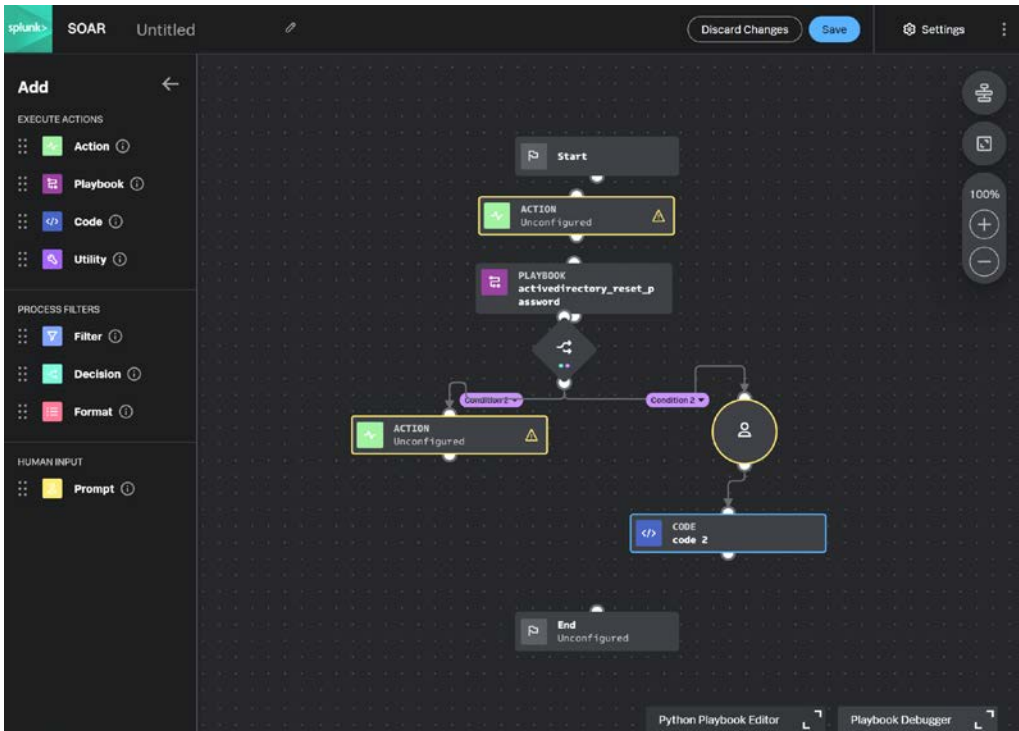 splunk> SOAR Untitled Discard Changes Save Settings
Add
EXECUTE ACTIONS
Action
Playbook
Code
Utility
PROCESS FILTERS
Filter
Decision
Format
HUMAN INPUT
Prompt
100%
Start
ACTION
Unconfigured
PLAYBOOK
activedirectory_reset_p
assword
Condition 1
Condition 2
ACTION
Unconfigured
CODE
code 2
End
Unconfigured
Python Playbook Editor
Playbook Debugger